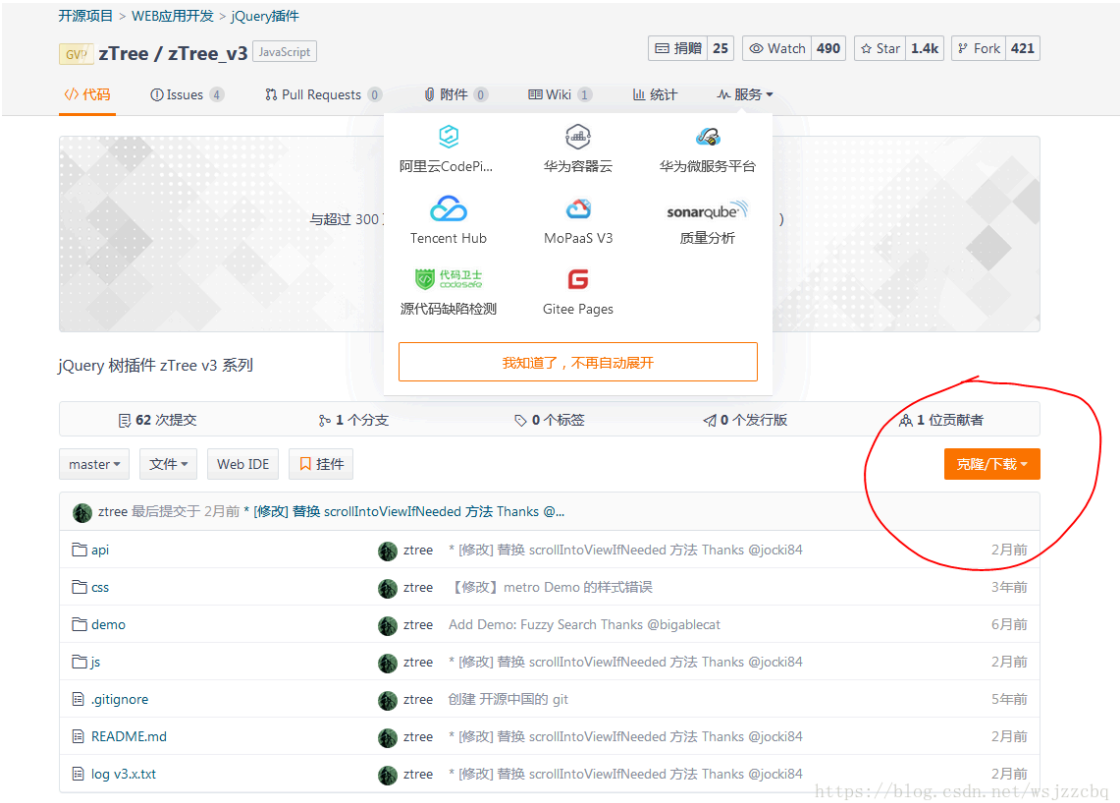 开源项目 > WEB应用开发 > jQuery插件
GVP zTree / zTree_v3 JavaScript 捐赠 25 Watch 490 Star 1.4k Fork 421
代码 Issues 4 Pull Requests 0 附件 0 Wiki 1 统计 服务
阿里云CodePi... 华为容器云 华为微服务平台
与超过 300 )
sonarqube
Tencent Hub MoPaaS V3 质量分析
代码卫士
codesafe
源代码缺陷检测 Gitee Pages
我知道了，不再自动展开
jQuery 树插件 zTree v3 系列
62 次提交 1 个分支 0 个标签 0 个发行版 1 位贡献者
master 文件 Web IDE 挂件 克隆/下载
ztree 最后提交于 2月前 * [修改] 替换 scrollIntoViewIfNeeded 方法 Thanks @...
api ztree * [修改] 替换 scrollIntoViewIfNeeded 方法 Thanks @jocki84 2月前
css ztree 【修改】metro Demo 的样式错误 3年前
demo ztree Add Demo: Fuzzy Search Thanks @bigablecat 6月前
js ztree * [修改] 替换 scrollIntoViewIfNeeded 方法 Thanks @jocki84 2月前
.gitignore ztree 创建 开源中国的 git 5年前
README.md ztree * [修改] 替换 scrollIntoViewIfNeeded 方法 Thanks @jocki84 2月前
log v3.x.txt ztree * [修改] 替换 scrollIntoViewIfNeeded 方法 Thanks @jocki84 2月前
https://blog.csdn.net/wsjzzcbq